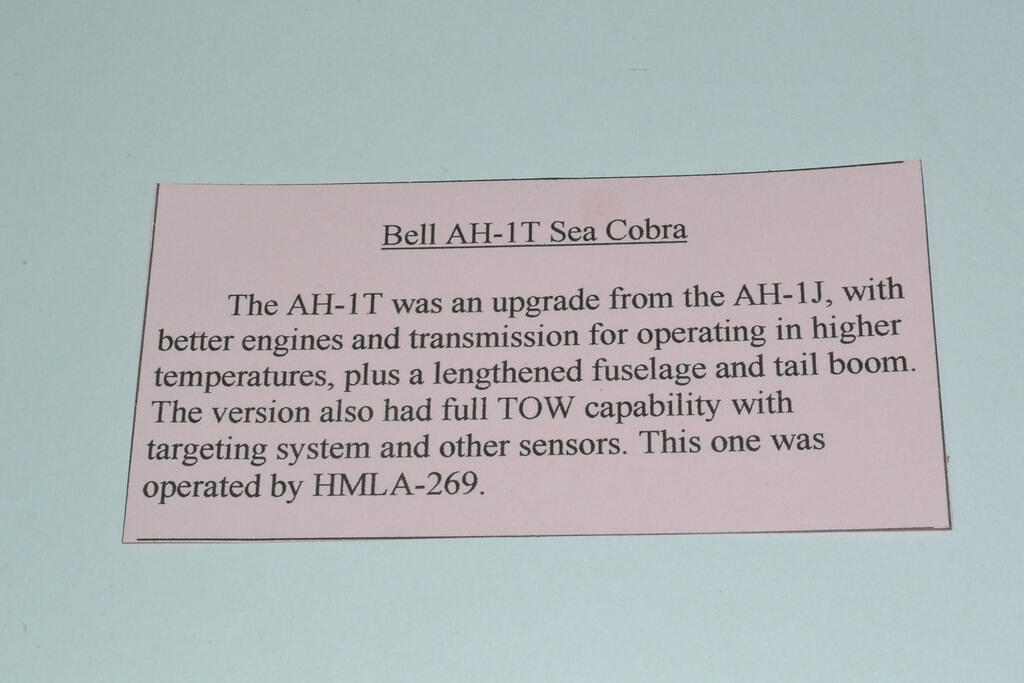 Bell AH-1T Sea Cobra
The AH-1T was an upgrade from the AH-1J, with
better engines and transmission for operating in higher
temperatures, plus a lengthened fuselage and tail boom.
The version also had full TOW capability with
targeting system and other sensors. This one was
operated by HMLA-269.